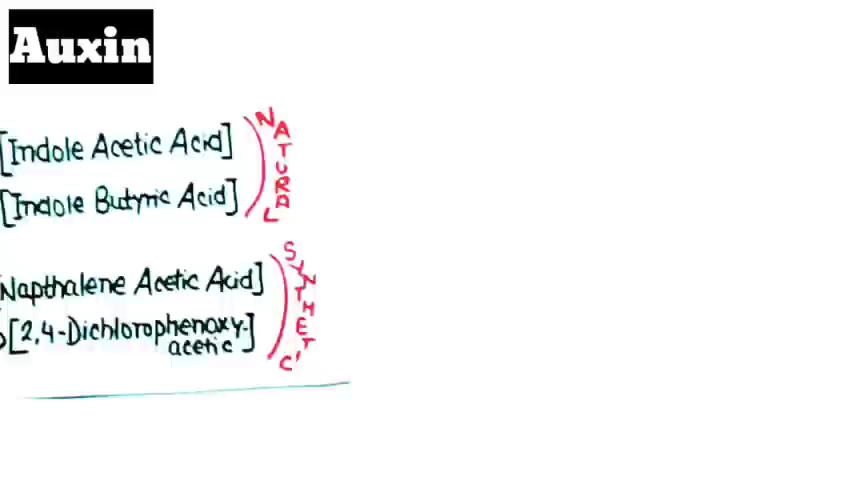 Auxin
[Indole Acetic Acid]
[Indole Butyric Acid]
NATURAL
Napthalene Acetic Acid]
[2,4-Dichlorophenoxy-
acetic]
SYNTHETIC